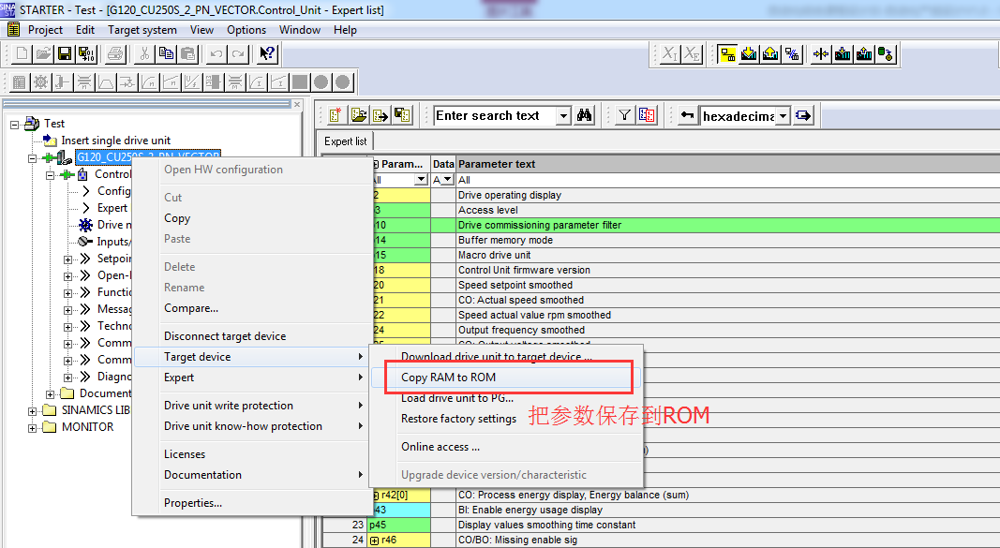 STARTER - Test - [G120_CU250S_2_PN_VECTOR.Control_Unit - Expert list]
Project Edit Target system View Options Window Help
Enter search text
hexadecima
Test
Insert single drive unit
G120_CU250S_2_PN_VECTOR
Control
Config
Expert
Drive n
Inputs/
Setpoin
Open-l
Functi
Messag
Techno
Comm
Comm
Diagno
Document
SINAMICS LIB
MONITOR
Open HW configuration
Cut
Copy
Paste
Delete
Rename
Compare...
Disconnect target device
Target device
Expert
Drive unit write protection
Drive unit know-how protection
Licenses
Documentation
Properties...
Download drive unit to target device ...
Copy RAM to ROM
Load drive unit to PG...
Restore factory settings
Online access ...
Upgrade device version/characteristic
把参数保存到ROM
Expert list
Param... Data Parameter text
All A All
2 Drive operating display
3 Access level
10 Drive commissioning parameter filter
14 Buffer memory mode
15 Macro drive unit
18 Control Unit firmware version
20 Speed setpoint smoothed
21 CO: Actual speed smoothed
22 Speed actual value rpm smoothed
24 Output frequency smoothed
25 CO: Output voltage smoothed
r42[0] CO: Process energy display, Energy balance (sum)
43 BI: Enable energy usage display
23 p45 Display values smoothing time constant
24 r46 CO/BO: Missing enable sig